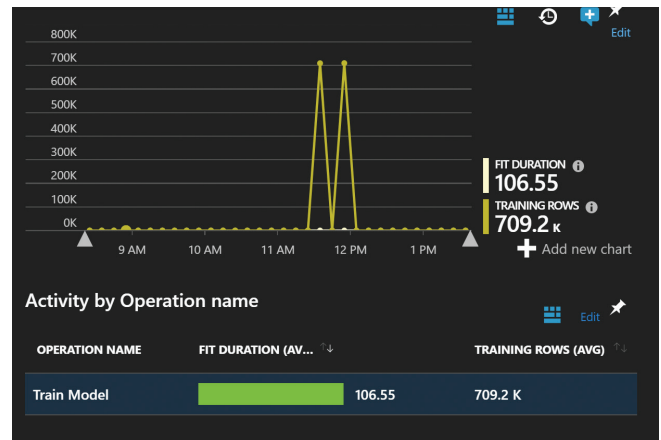 Edit
800K
700K
600K
500K
400K
300K
200K
100K
0K
9 AM 10 AM 11 AM 12 PM 1 PM
FIT DURATION
106.55
TRAINING ROWS
709.2 K
Add new chart
Activity by Operation name
Edit
OPERATION NAME FIT DURATION (AV... TRAINING ROWS (AVG)
Train Model 106.55 709.2 K